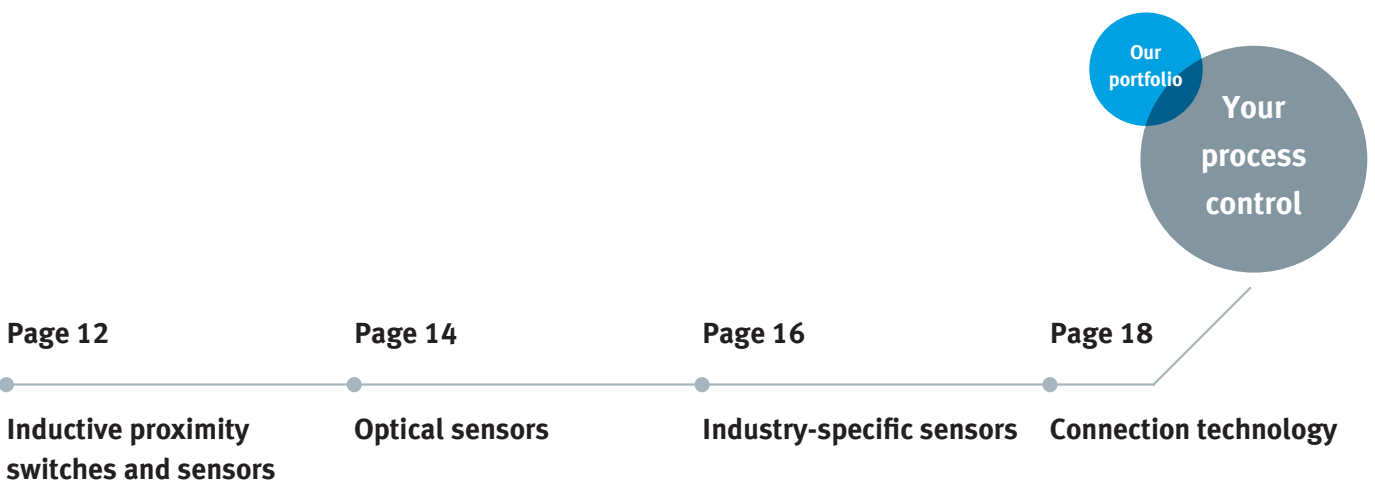 Our
portfolio
Your
process
control
Page 12
Page 14
Page 16
Page 18
Inductive proximity
switches and sensors
Optical sensors
Industry-specific sensors
Connection technology